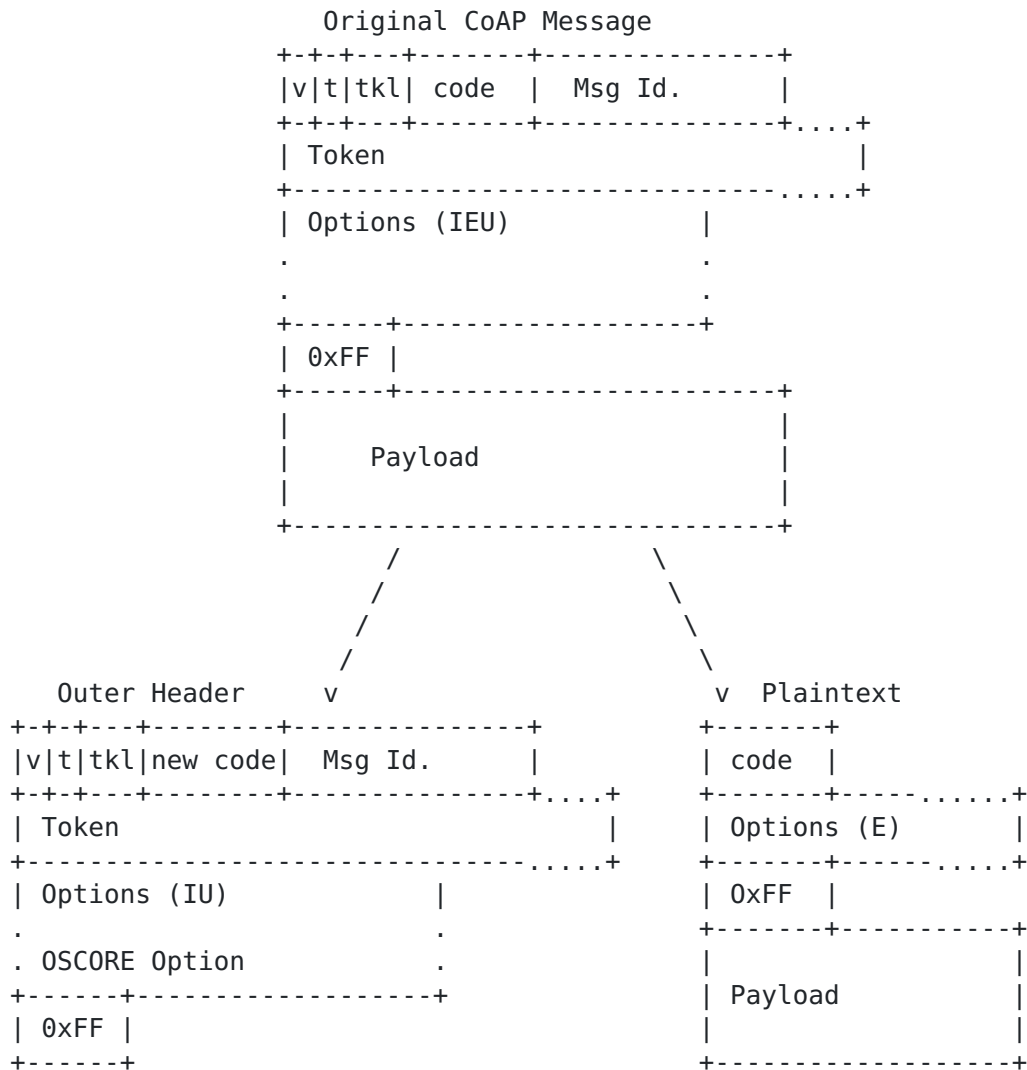 Original CoAP Message
|v|t|tkl| code | Msg Id. |
| Token |
| Options (IEU) |
| 0xFF |
| Payload |
Outer Header v v Plaintext
|v|t|tkl|new code| Msg Id. | | code |
| Token | | Options (E) |
| Options (IU) | | OxFF |
. OSCORE Option .
| Payload |
| 0xFF |